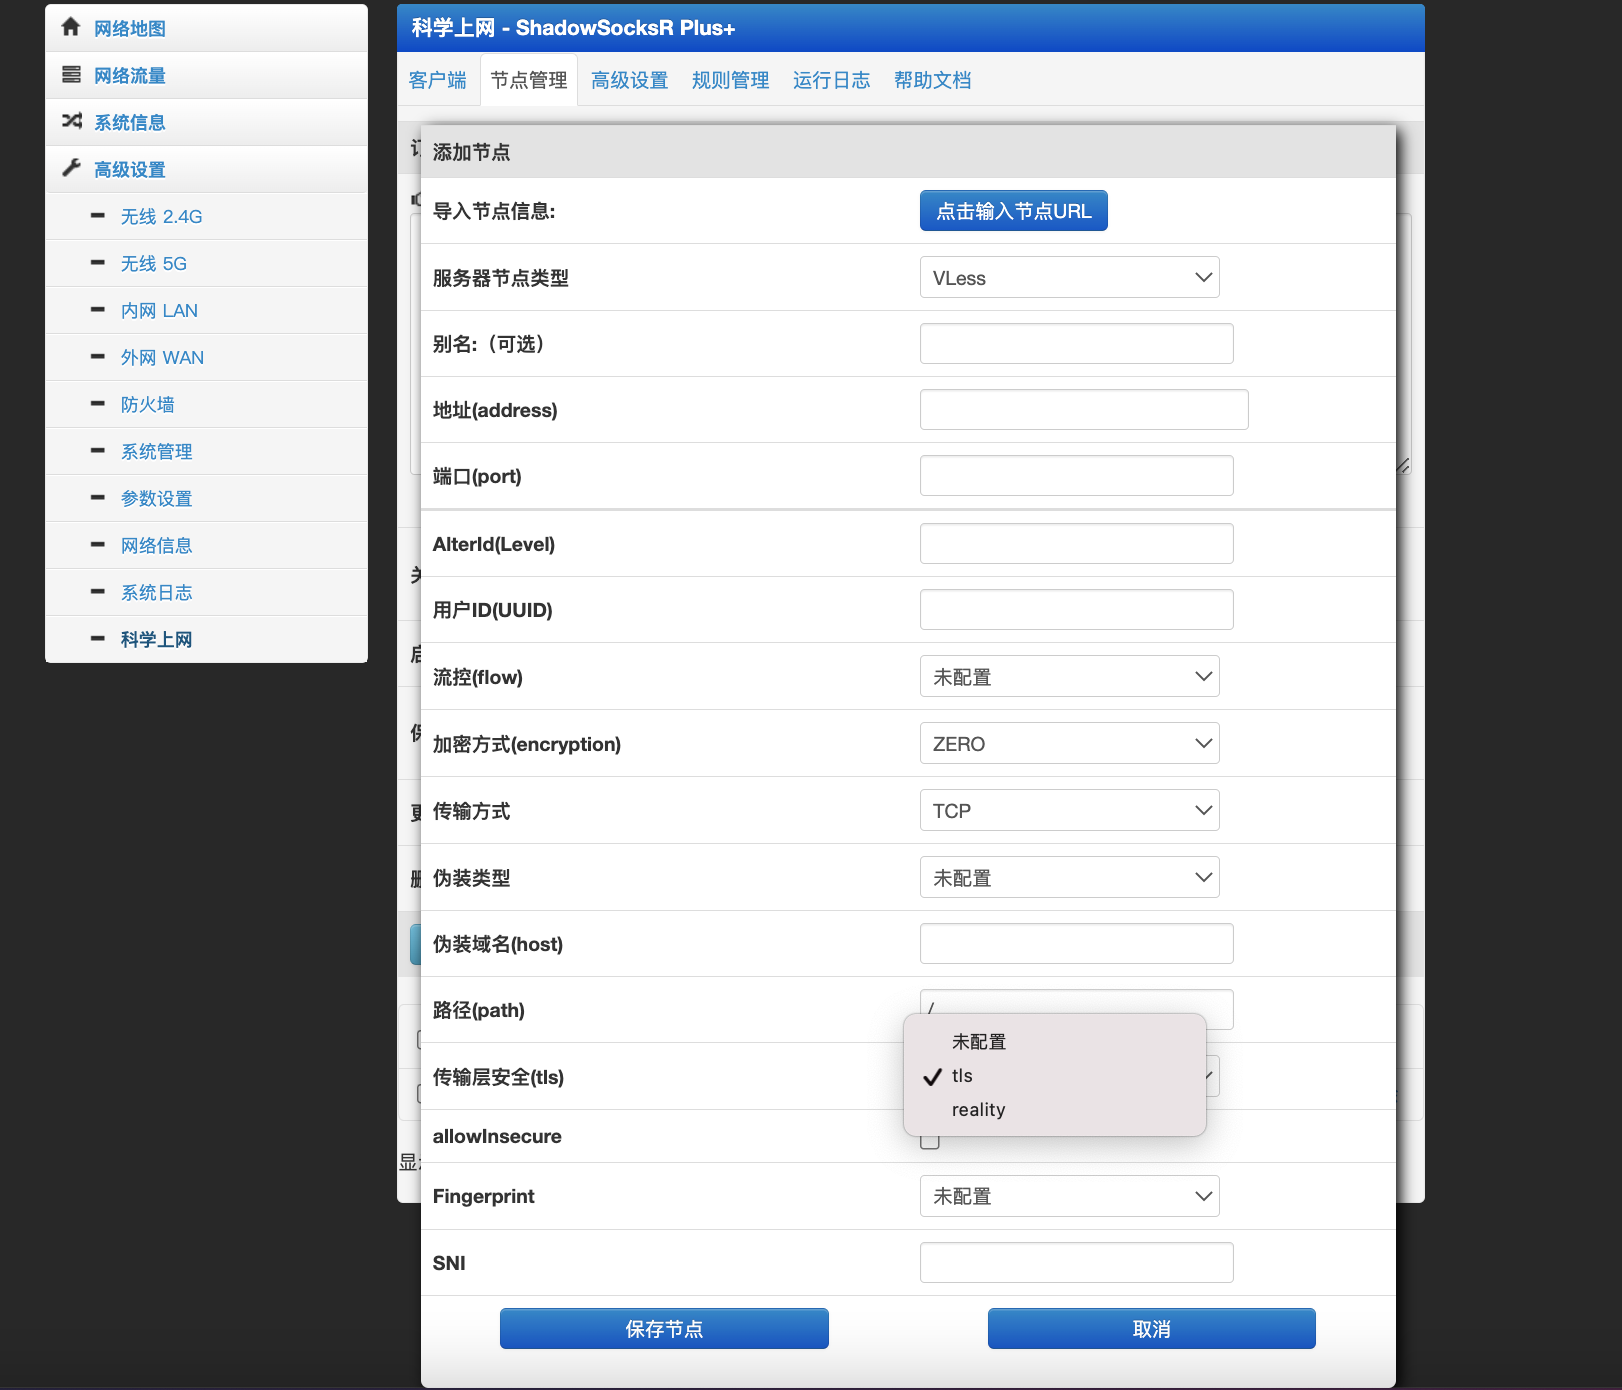 网络地图
网络流量
系统信息
高级设置
无线 2.4G
无线 5G
内网 LAN
外网 WAN
防火墙
系统管理
参数设置
网络信息
系统日志
科学上网
科学上网 - ShadowSocksR Plus+
客户端 节点管理 高级设置 规则管理 运行日志 帮助文档
添加节点
导入节点信息: 点击输入节点URL
服务器节点类型 VLess
别名:（可选）
地址(address)
端口(port)
AlterId(Level)
用户ID(UUID)
流控(flow) 未配置
加密方式(encryption) ZERO
传输方式 TCP
伪装类型 未配置
伪装域名(host)
路径(path) /
未配置
传输层安全(tls) tls
reality
allowInsecure
Fingerprint 未配置
SNI
保存节点 取消